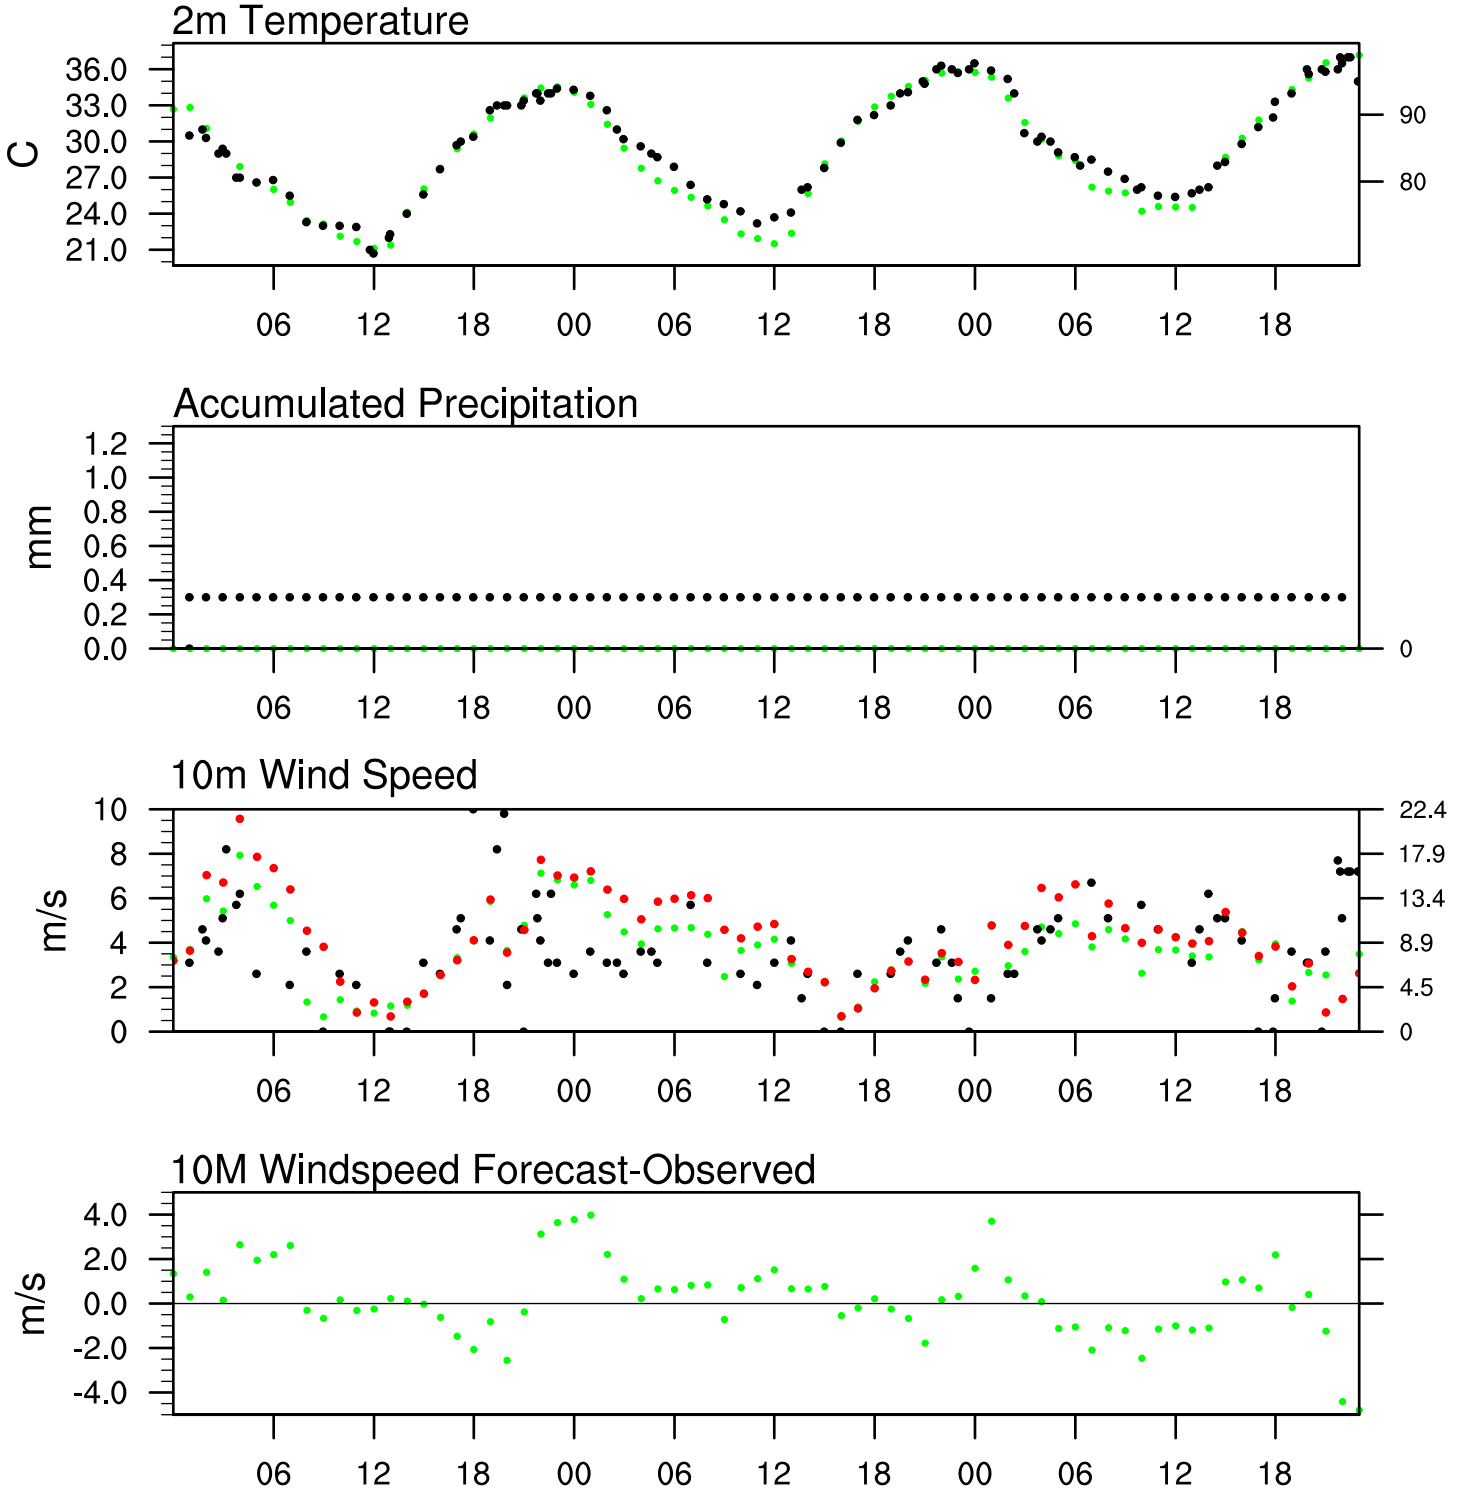 2m Temperature
36.0
33.0
30.0
27.0
24.0
21.0
C
90
80
06 12 18 00 06 12 18 00 06 12 18
Accumulated Precipitation
1.2
1.0
0.8
0.6
0.4
0.2
0.0
mm
0
06 12 18 00 06 12 18 00 06 12 18
10m Wind Speed
10
8
6
4
2
0
m/s
22.4
17.9
13.4
8.9
4.5
0
06 12 18 00 06 12 18 00 06 12 18
10M Windspeed Forecast-Observed
4.0
2.0
0.0
-2.0
-4.0
m/s
06 12 18 00 06 12 18 00 06 12 18